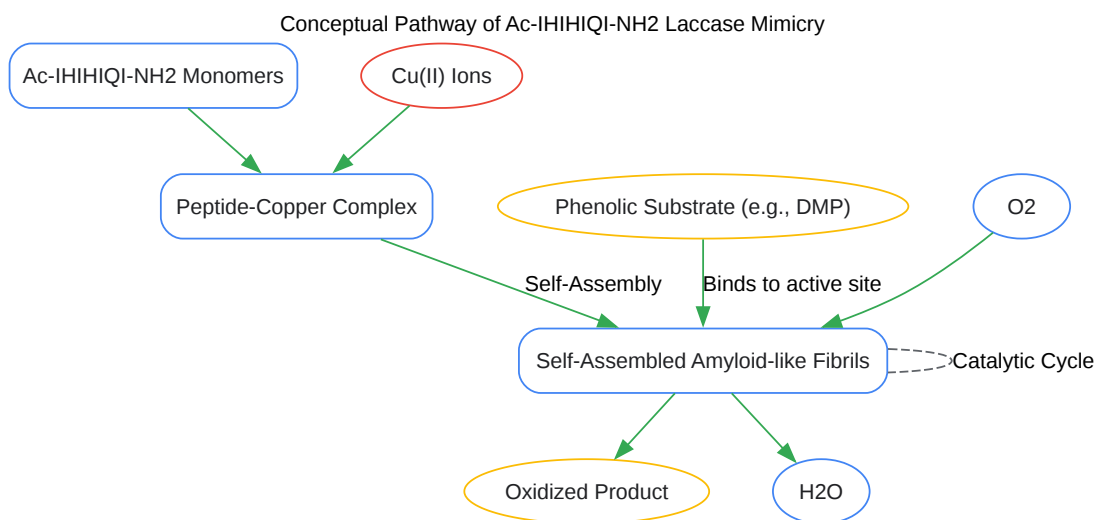 Conceptual Pathway of Ac-IHIHIQI-NH2 Laccase Mimicry
Ac-IHIHIQI-NH2 Monomers
Cu(II) Ions
Peptide-Copper Complex
Phenolic Substrate (e.g., DMP)
O2
Self-Assembly
Binds to active site
Self-Assembled Amyloid-like Fibrils
Catalytic Cycle
Oxidized Product
H2O